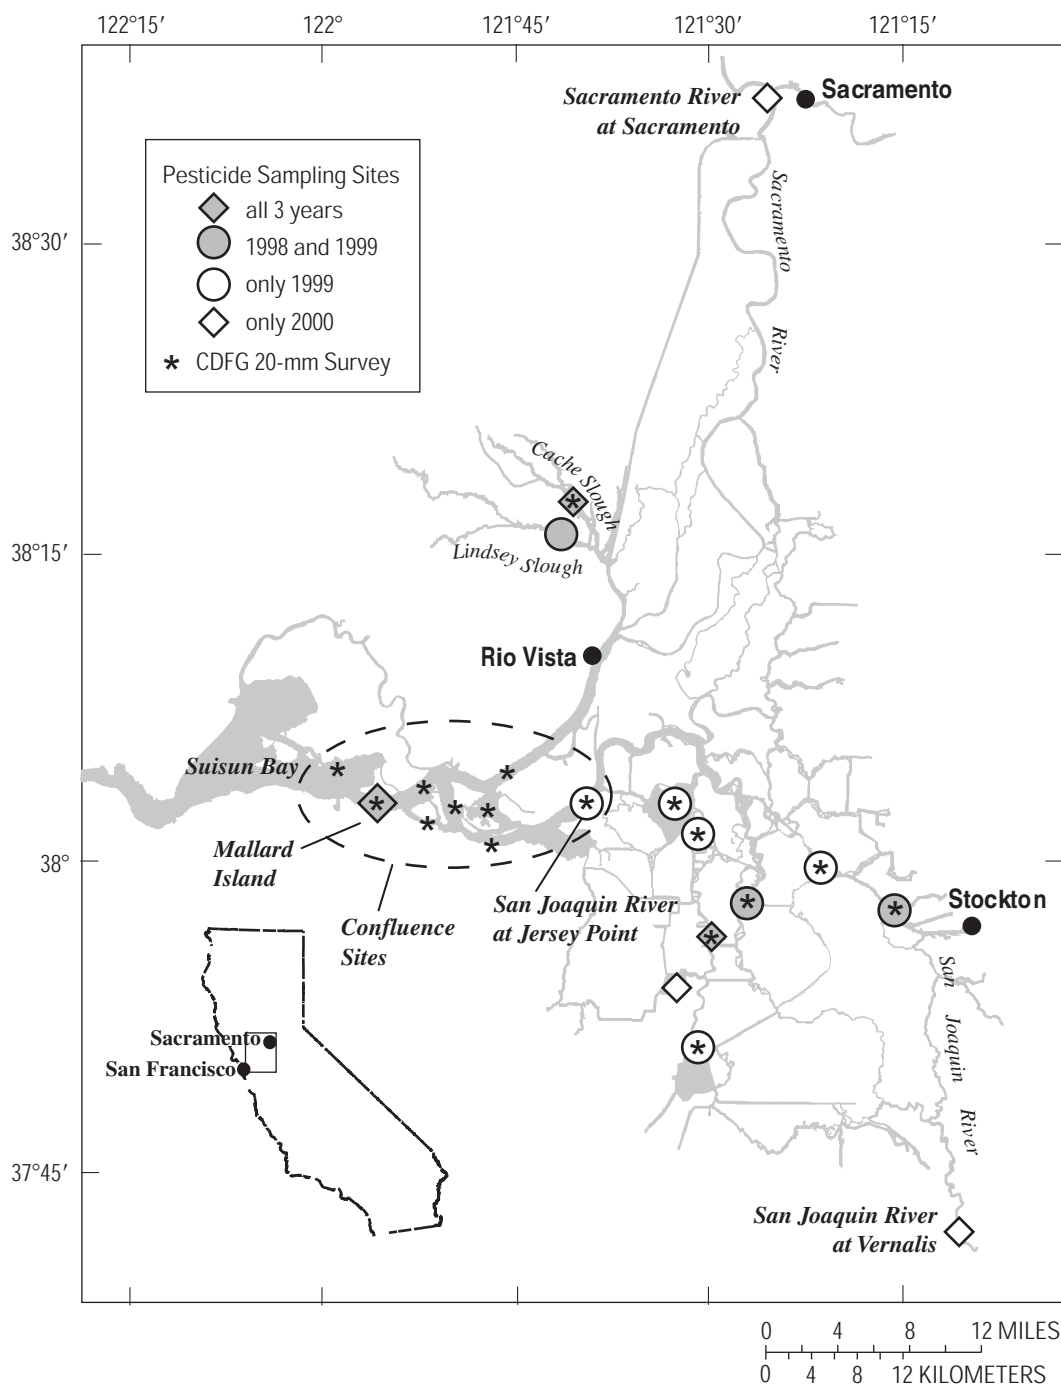 122°15′
122°
121°45′
121°30′
121°15′
Sacramento River
at Sacramento
Sacramento
Pesticide Sampling Sites
all 3 years
1998 and 1999
only 1999
only 2000
* CDFG 20-mm Survey
38°30′
Sacramento
River
Cache Slough
38°15′
Lindsey Slough
Rio Vista
Suisun Bay
Mallard
Island
38°
Confluence
Sites
San Joaquin River
at Jersey Point
Stockton
San
Joaquin
River
Sacramento
San Francisco
37°45′
San Joaquin River
at Vernalis
0 4 8 12 MILES
0 4 8 12 KILOMETERS